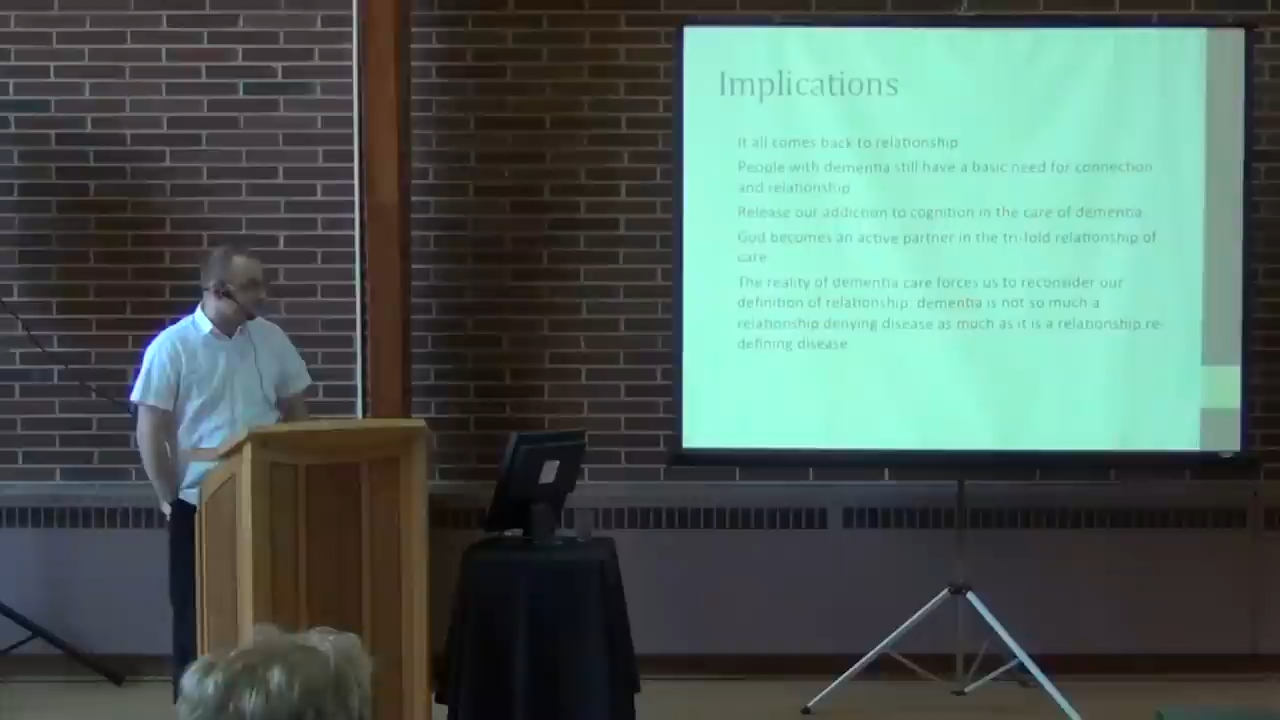 Implications
It all comes back to relationship
People with dementia still have a basic need for connection
and relationship
Release our addiction to cognition in the care of dementia
God becomes an active partner in the tri-fold relationship of
care
The reality of dementia care forces us to reconsider our
definition of relationship: dementia is not so much a
relationship denying disease as much as it is a relationship re-
defining disease